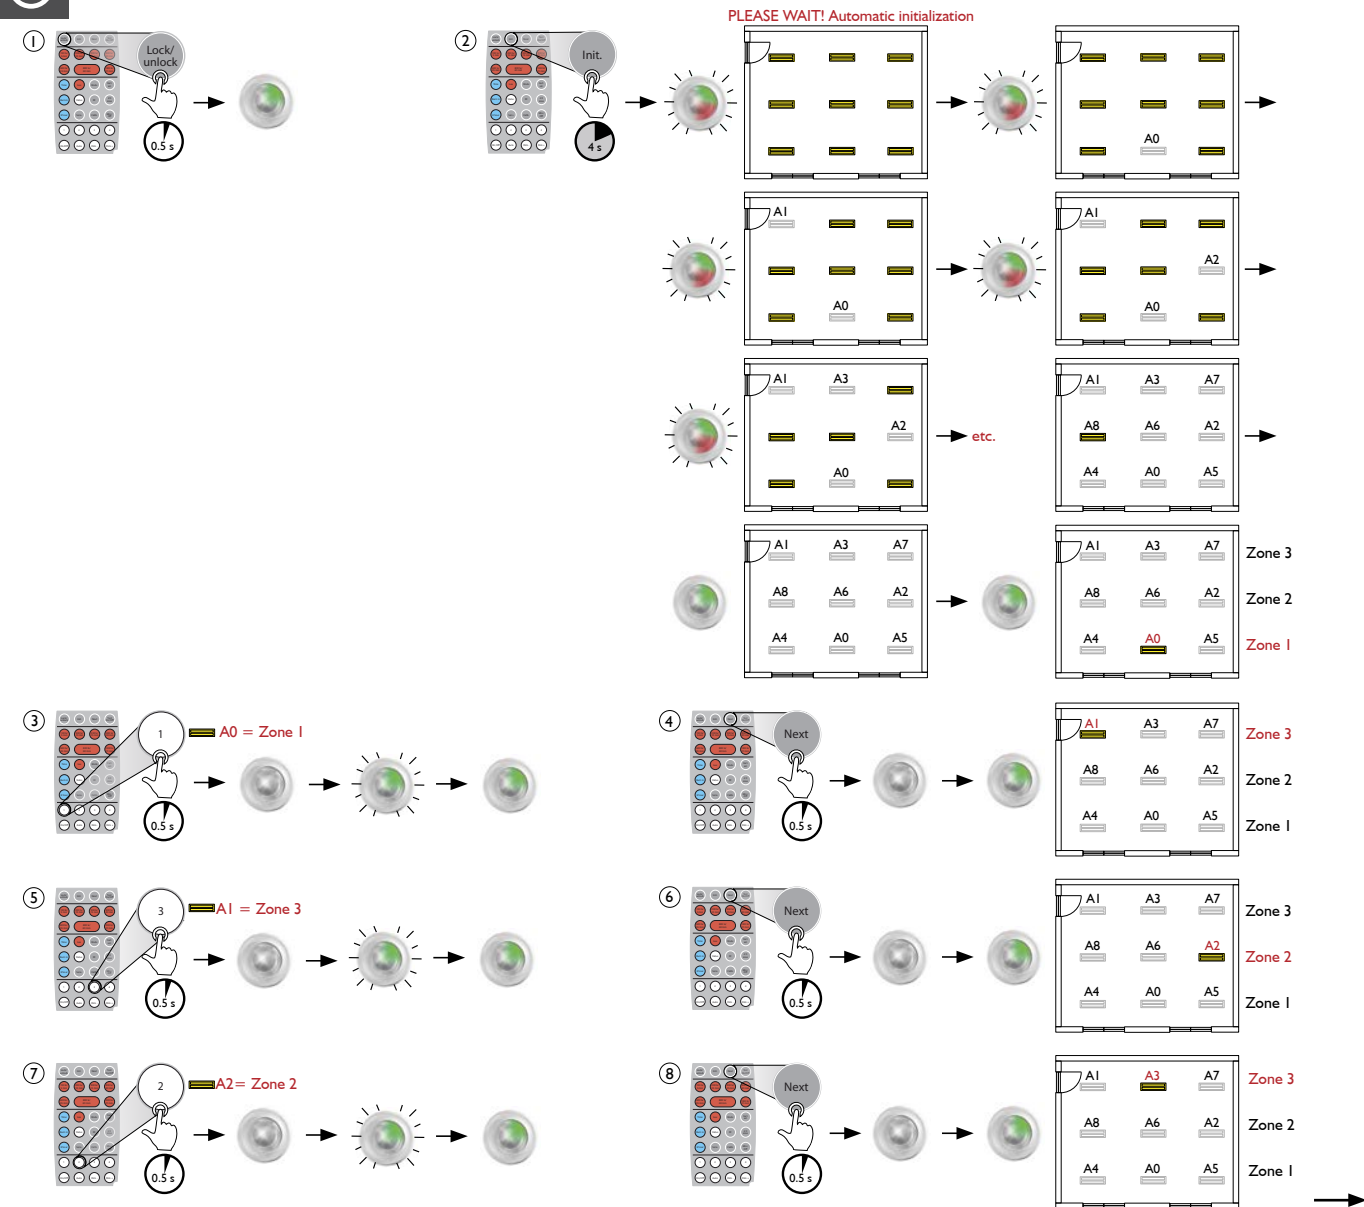 PLEASE WAIT! Automatic initialization
1
Lock/
unlock
0.5 s
2
Init.
4 s
A0
A1
A0
A1
A2
A0
A1 A3
A2
A0
etc.
A1 A3 A7
A8 A6 A2
A4 A0 A5
A1 A3 A7
A8 A6 A2
A4 A0 A5
A1 A3 A7 Zone 3
A8 A6 A2 Zone 2
A4 A0 A5 Zone 1
3
1
A0 = Zone 1
0.5 s
4
Next
0.5 s
A1 A3 A7 Zone 3
A8 A6 A2 Zone 2
A4 A0 A5 Zone 1
5
3
A1 = Zone 3
0.5 s
6
Next
0.5 s
A1 A3 A7 Zone 3
A8 A6 A2 Zone 2
A4 A0 A5 Zone 1
7
2
A2= Zone 2
0.5 s
8
Next
0.5 s
A1 A3 A7 Zone 3
A8 A6 A2 Zone 2
A4 A0 A5 Zone 1